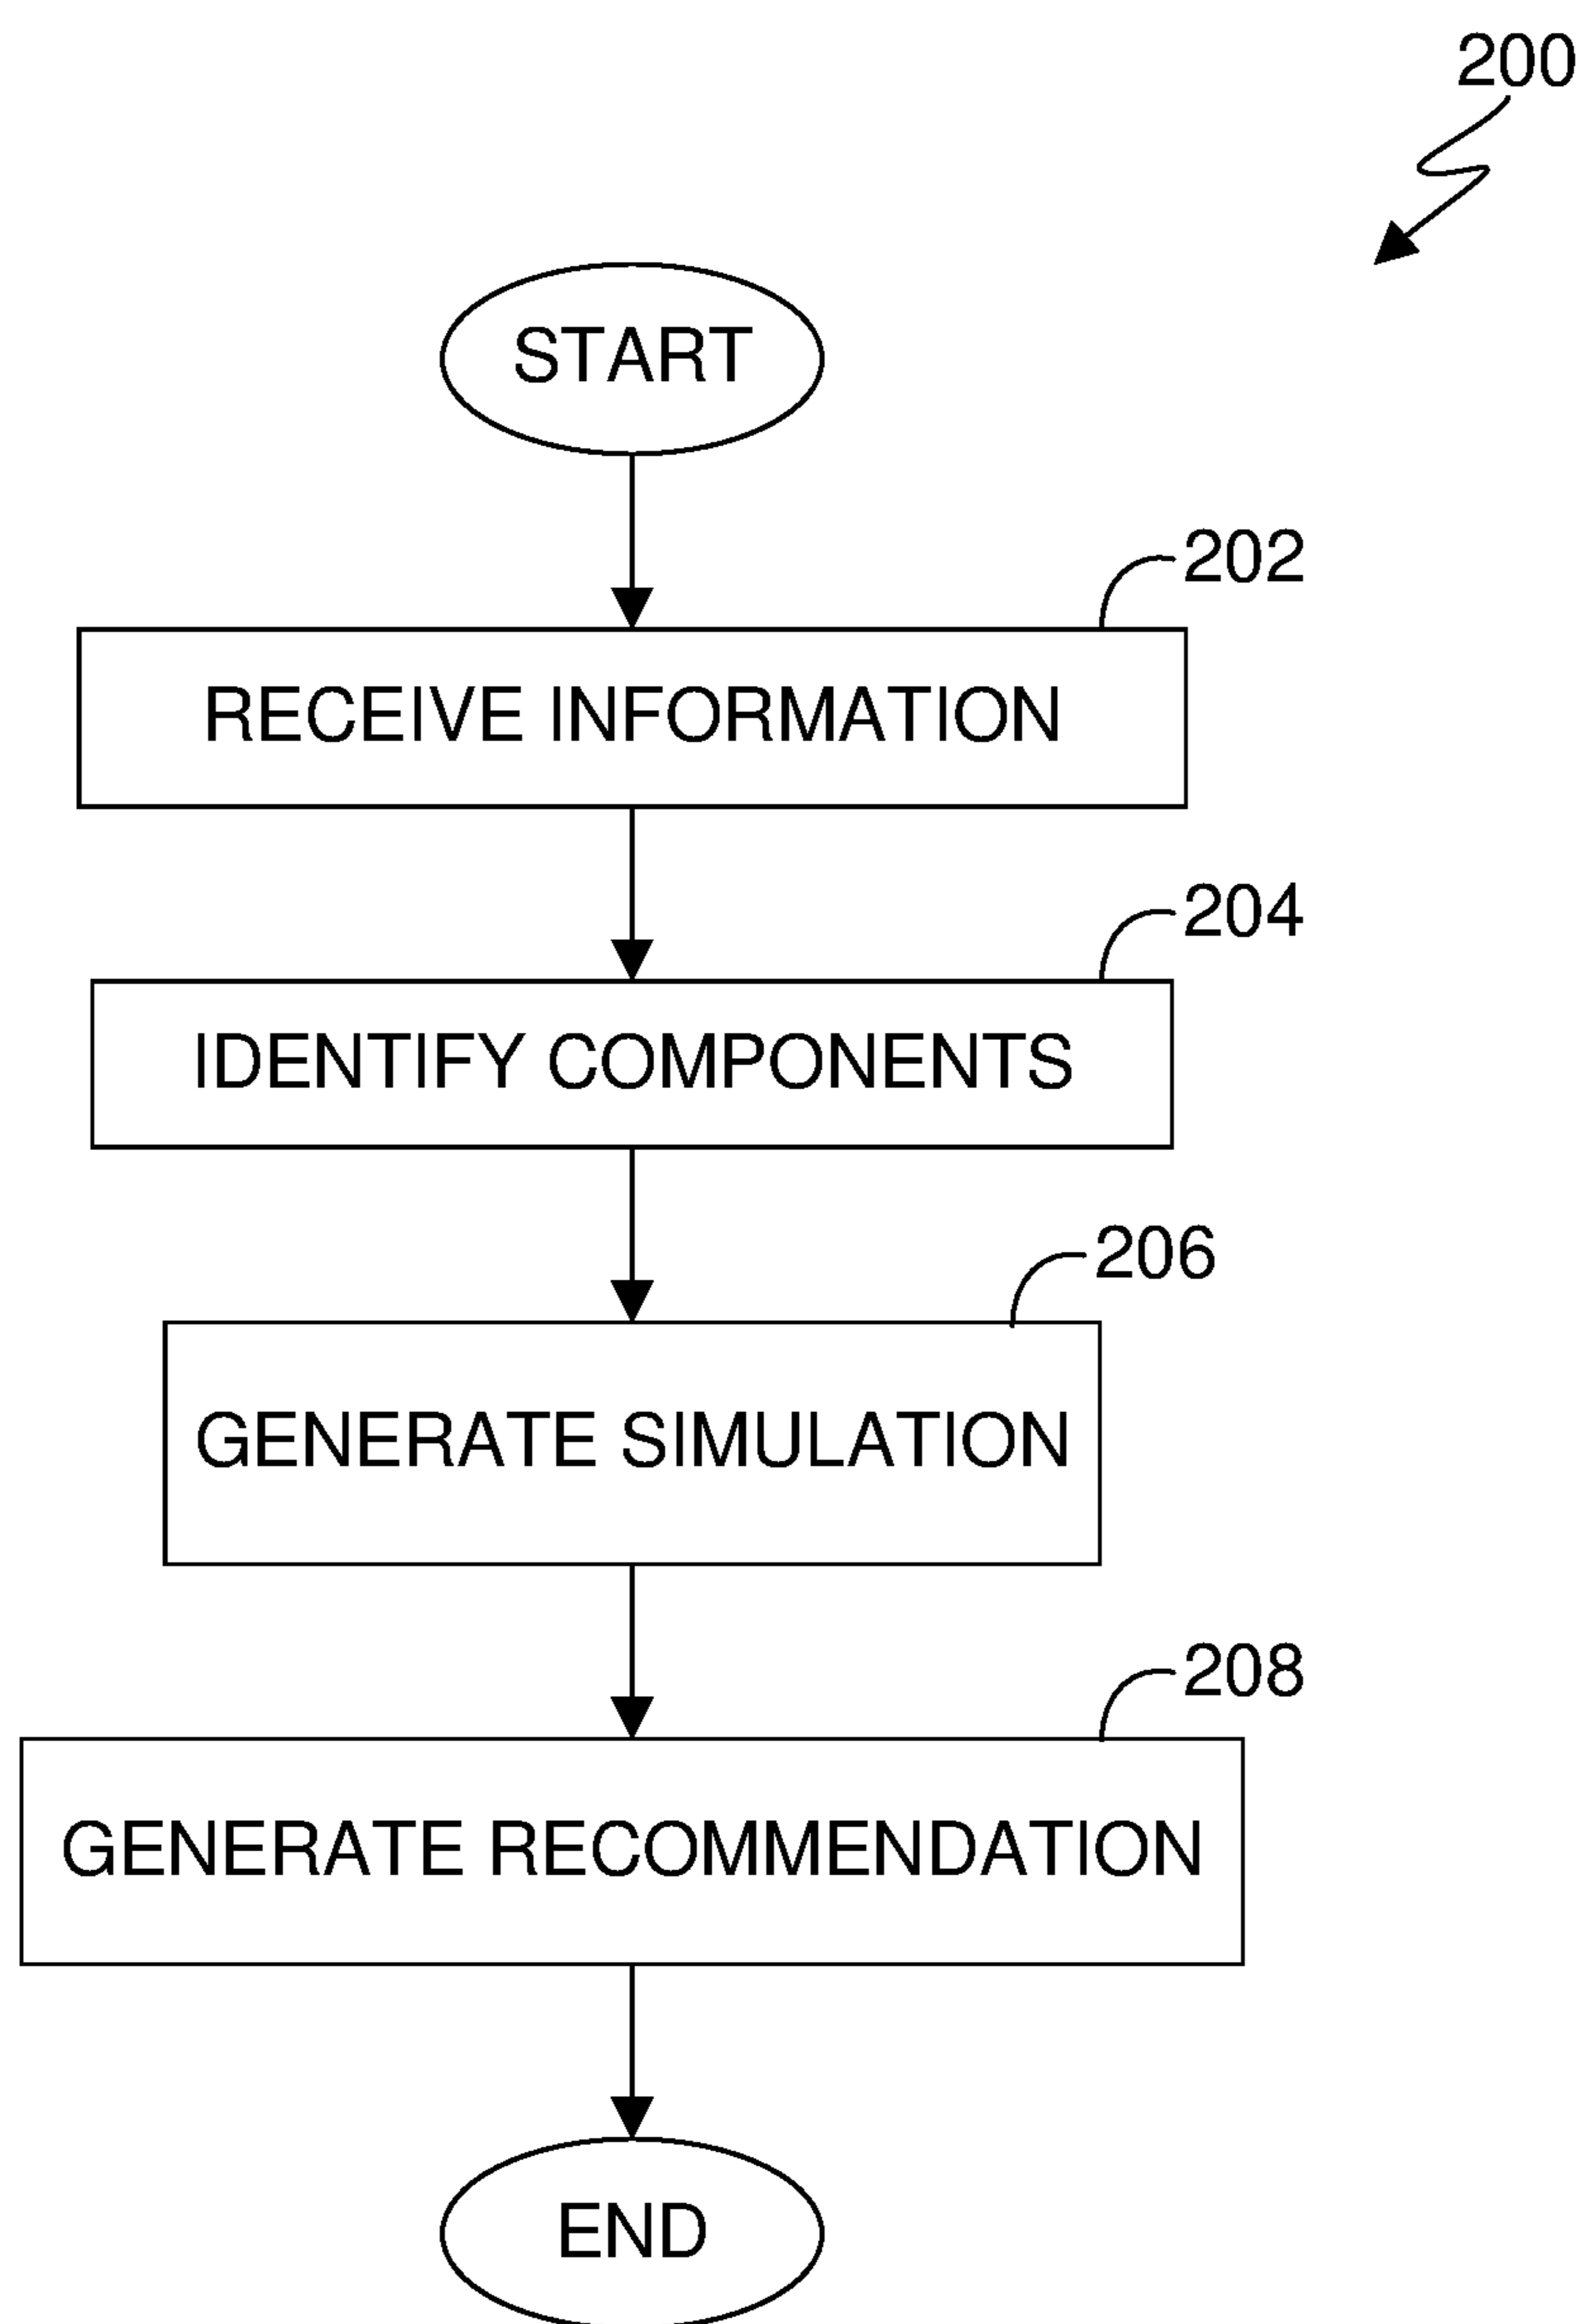 200
START
202
RECEIVE INFORMATION
204
IDENTIFY COMPONENTS
206
GENERATE SIMULATION
208
GENERATE RECOMMENDATION
END